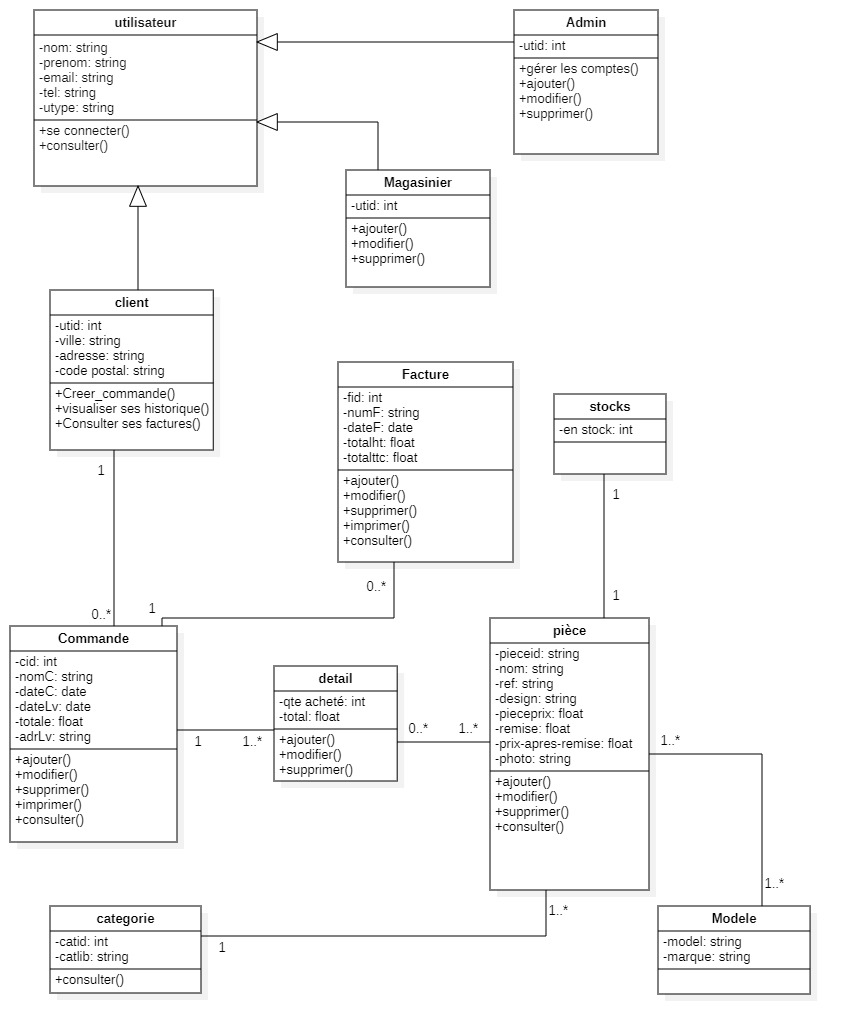 utilisateur
-nom: string
-prenom: string
-email: string
-tel: string
-utype: string
+se connecter()
+consulter()
Admin
-utid: int
+gérer les comptes()
+ajouter()
+modifier()
+supprimer()
Magasinier
-utid: int
+ajouter()
+modifier()
+supprimer()
client
-utid: int
-ville: string
-adresse: string
-code postal: string
+Creer_commande()
+visualiser ses historique()
+Consulter ses factures()
1
0..*
Facture
-fid: int
-numF: string
-dateF: date
-totalht: float
-totalttc: float
+ajouter()
+modifier()
+supprimer()
+imprimer()
+consulter()
0..*
1
stocks
-en stock: int
1
1
Commande
-cid: int
-nomC: string
-dateC: date
-dateLv: date
-totale: float
-adrLv: string
+ajouter()
+modifier()
+supprimer()
+imprimer()
+consulter()
1
1..*
detail
-qte acheté: int
-total: float
+ajouter()
+modifier()
+supprimer()
0..*
1..*
pièce
-pieceid: string
-nom: string
-ref: string
-design: string
-pieceprix: float
-remise: float
-prix-apres-remise: float
-photo: string
+ajouter()
+modifier()
+supprimer()
+consulter()
1..*
1..*
1..*
1
categorie
-catid: int
-catlib: string
+consulter()
Modele
-model: string
-marque: string